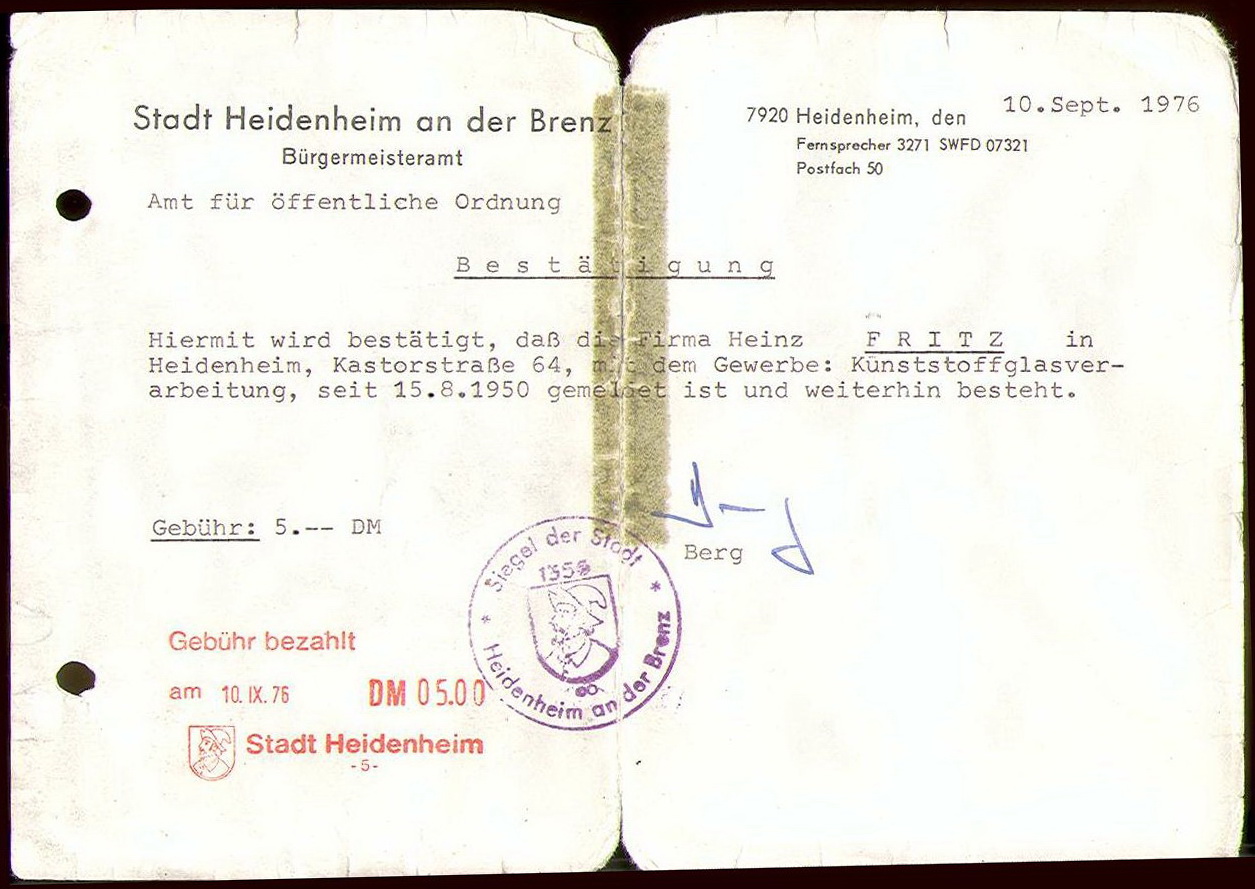 Stadt Heidenheim an der Brenz
Bürgermeisteramt
Amt für öffentliche Ordnung
7920 Heidenheim, den 10.Sept. 1976
Fernsprecher 3271 SWFD 07321
Postfach 50
B e s t ä t i g u n g
Hiermit wird bestätigt, daß die Firma Heinz F R I T Z in
Heidenheim, Kastorstraße 64, mit dem Gewerbe: Kunststoffglasver-
arbeitung, seit 15.8.1950 gemeldet ist und weiterhin besteht.
Gebühr: 5.-- DM
Berg
* Siegel der Stadt *
Heidenheim an der Brenz
Gebühr bezahlt
am 10. IX. 76 DM 05.00
Stadt Heidenheim
-5-